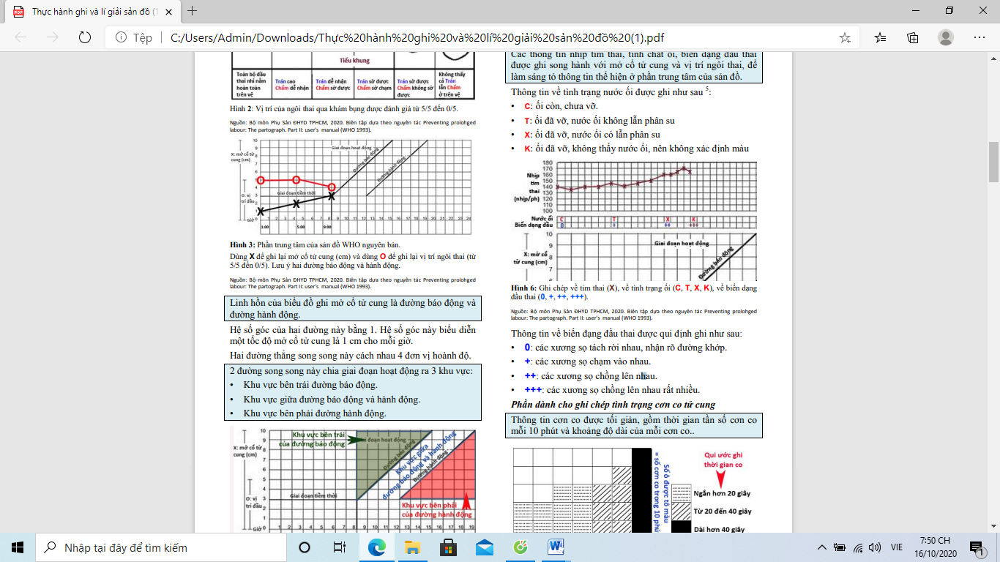 Thực hành ghi và lí giải sản đồ (1
Tệp
C:/Users/Admin/Downloads/Thực%20hành%20ghi%20và%20lí%20giải%20sản%20đồ%20(1).pdf
Tiểu khung
Toàn bộ đầu thai nhi nằm hoàn toàn trên vệ
Trán cao Chẩm dễ nhận
Trán dễ nhận Chẩm sờ được
Trán sờ được Chẩm sờ chạm
Trán sờ được Chẩm không sờ được
Không thấy cả Trán lẫn Chẩm ở trên vệ
Hình 2: Vị trí của ngôi thai qua khám bụng được đánh giá từ 5/5 đến 0/5.
Nguồn: Bộ môn Phụ Sản ĐHYD TPHCM, 2020. Biên tập dựa theo nguyên tác Preventing prolohged
labour: The partograph. Part II: user's manual (WHO 1993).
X: mở cổ tử cung (cm)
O: vị trí đầu
10
9
8
7
6
5
4
3
2
1
Giai đoạn hoạt động
Đường báo động
Đường hành động
Giai đoạn tiềm thời
Giờ 0 1 2 3 4 5 6 7 8 9 10 11 12 13 14 15 16 17 18 19 20 21 22 23 24
1:00 5:00 9:00
Hình 3: Phần trung tâm của sản đồ WHO nguyên bản.
Dùng X để ghi lại mở cổ tử cung (cm) và dùng O để ghi lại vị trí ngôi thai (từ
5/5 đến 0/5). Lưu ý hai đường báo động và hành động.
Nguồn: Bộ môn Phụ Sản ĐHYD TPHCM, 2020. Biên tập dựa theo nguyên tác Preventing prolohged
labour: The partograph. Part II: user's manual (WHO 1993).
Linh hồn của biểu đồ ghi mở cổ tử cung là đường báo động và
đường hành động.
Hệ số góc của hai đường này bằng 1. Hệ số góc này biểu diễn
một tốc độ mở cổ tử cung là 1 cm cho mỗi giờ.
Hai đường thẳng song song này cách nhau 4 đơn vị hoành độ.
2 đường song song này chia giai đoạn hoạt động ra 3 khu vực:
• Khu vực bên trái đường báo động.
• Khu vực giữa đường báo động và hành động.
• Khu vực bên phải đường hành động.
X: mở cổ tử cung (cm)
O: vị trí đầu
10
9
8
7
6
5
4
3
2
1
Khu vực bên trái
của đường báo động
đoạn hoạt động
Đường báo động
Khu vực giữa
đường báo động và hành động
Đường hành động
Giai đoạn tiềm thời
Khu vực bên phải
của đường hành động
Giờ 0 1 2 3 4 5 6 7 8 9 10 11 12 13 14 15 16 17 18 19
Các thông tin nhịp tim thai, tính chất ối, biến dạng đầu thai
được ghi song hành với mở cổ tử cung và vị trí ngôi thai, để
làm sáng tỏ thông tin thể hiện ở phần trung tâm của sản đồ.
Thông tin về tình trạng nước ối được ghi như sau 5:
• C: ối còn, chưa vỡ.
• T: ối đã vỡ, nước ối không lẫn phân su
• X: ối đã vỡ, nước ối có lẫn phân su
• K: ối đã vỡ, không thấy nước ối, nên không xác định màu
Nhịp tim thai (nhịp/ph)
180
170
160
150
140
130
120
110
100
Nước ối C T X K
Biến dạng đầu 0 + ++ +++
X: mở cổ tử cung (cm)
10
9
8
7
Giai đoạn hoạt động
Đường báo động
Hình 6: Ghi chép về tim thai (X), về tình trạng ối (C, T, X, K), về biến dạng
đầu thai (0, +, ++, +++).
Nguồn: Bộ môn Phụ Sản ĐHYD TPHCM, 2020. Biên tập dựa theo nguyên tác Preventing prolohged
labour: The partograph. Part II: user's manual (WHO 1993).
Thông tin về biến dạng đầu thai được qui định ghi như sau:
• 0: các xương sọ tách rời nhau, nhận rõ đường khớp.
• +: các xương sọ chạm vào nhau.
• ++: các xương sọ chồng lên nhau.
• +++: các xương sọ chồng lên nhau rất nhiều.
Phần dành cho ghi chép tình trạng cơn co tử cung
Thông tin cơn co được tối giản, gồm thời gian tần số cơn co
mỗi 10 phút và khoảng độ dài của mỗi cơn co..
Số ô được tô màu
= số cơn co trong 10 phú
Qui ước ghi
thời gian co
Ngắn hơn 20 giây
Từ 20 đến 40 giây
Dài hơn 40 giây
Nhập tại đây để tìm kiếm
VIE
7:50 CH
16/10/2020
1